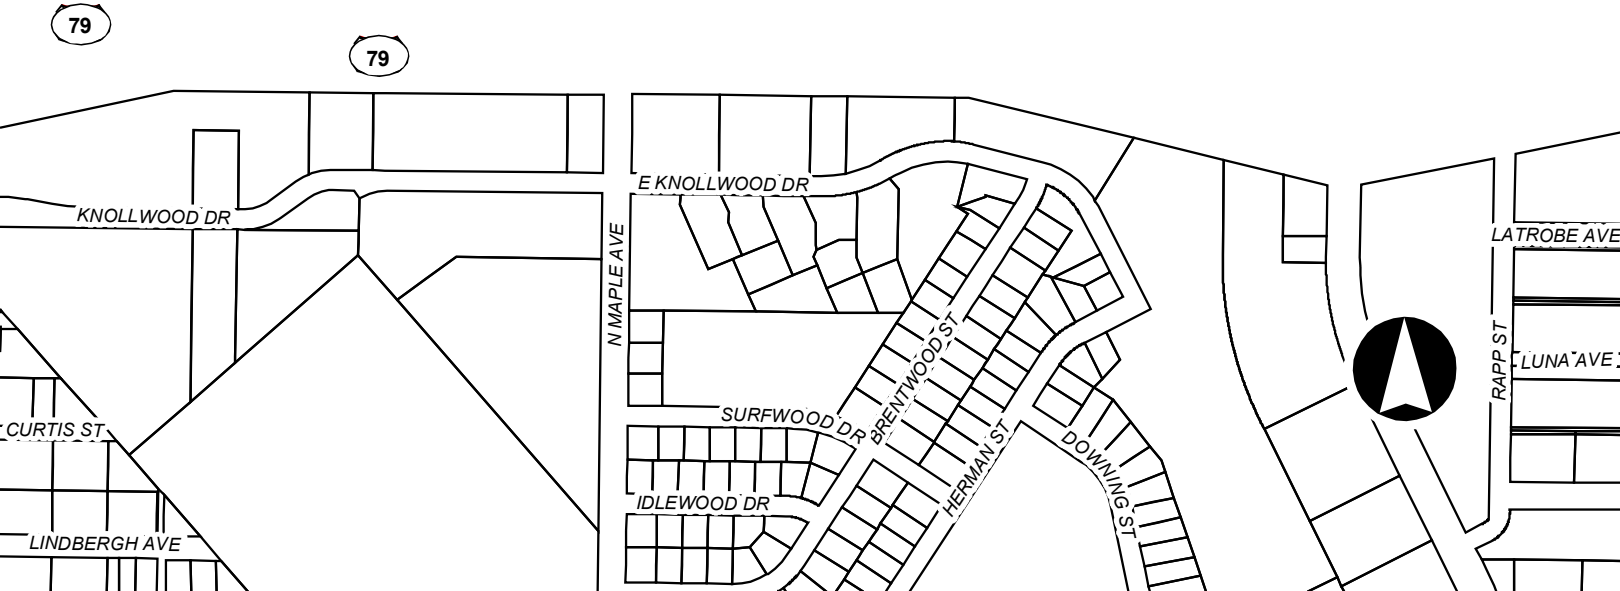 79
79
E KNOLLWOOD DR
KNOLLWOOD DR
N MAPLE AVE
LATROBE AVE
RAPP ST
LUNA AVE
BRENTWOOD ST
SURFWOOD DR
CURTIS ST
HERMAN ST
DOWNING ST
IDLEWOOD DR
LINDBERGH AVE